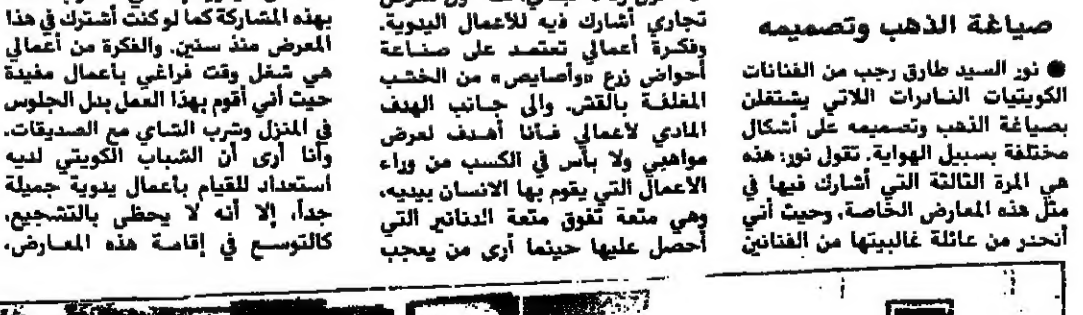 صياغة الذهب وتصميمه
● نور السيد طارق رجب من الفنانات
الكويتيات النادرات اللاتي يشتغلن
بصياغة الذهب وتصميمه على أشكال
مختلفة بسبيل الهواية. تقول نور: هذه
هي المرة الثالثة التي أشارك فيها في
مثل هذه المعارض الخاصة، وحيث أني
أنحدر من عائلة غالبيتها من الفنانين
تجاري أشارك فيه للأعمال اليدوية.
وفكرة أعمالي تعتمد على صناعة
أحواض زرع «وأصايص» من الخشب
المغلفة بالقش. والى جانب الهدف
المادي لأعمالي فأنا أهدف لعرض
مواهبي ولا بأس في الكسب من وراء
الأعمال التي يقوم بها الانسان بيديه،
وهي متعة تفوق متعة الدنانير التي
أحصل عليها حينما أرى من يعجب
بهذه المشاركة كما لو كنت أشترك في هذا
المعرض منذ سنين. والفكرة من أعمالي
هي شغل وقت فراغي بأعمال مفيدة
حيث أني أقوم بهذا العمل بدل الجلوس
في المنزل وشرب الشاي مع الصديقات.
وأنا أرى أن الشباب الكويتي لديه
استعداد للقيام بأعمال يدوية جميلة
جداً، إلا أنه لا يحظى بالتشجيع،
كالتوسع في إقامة هذه المعارض،